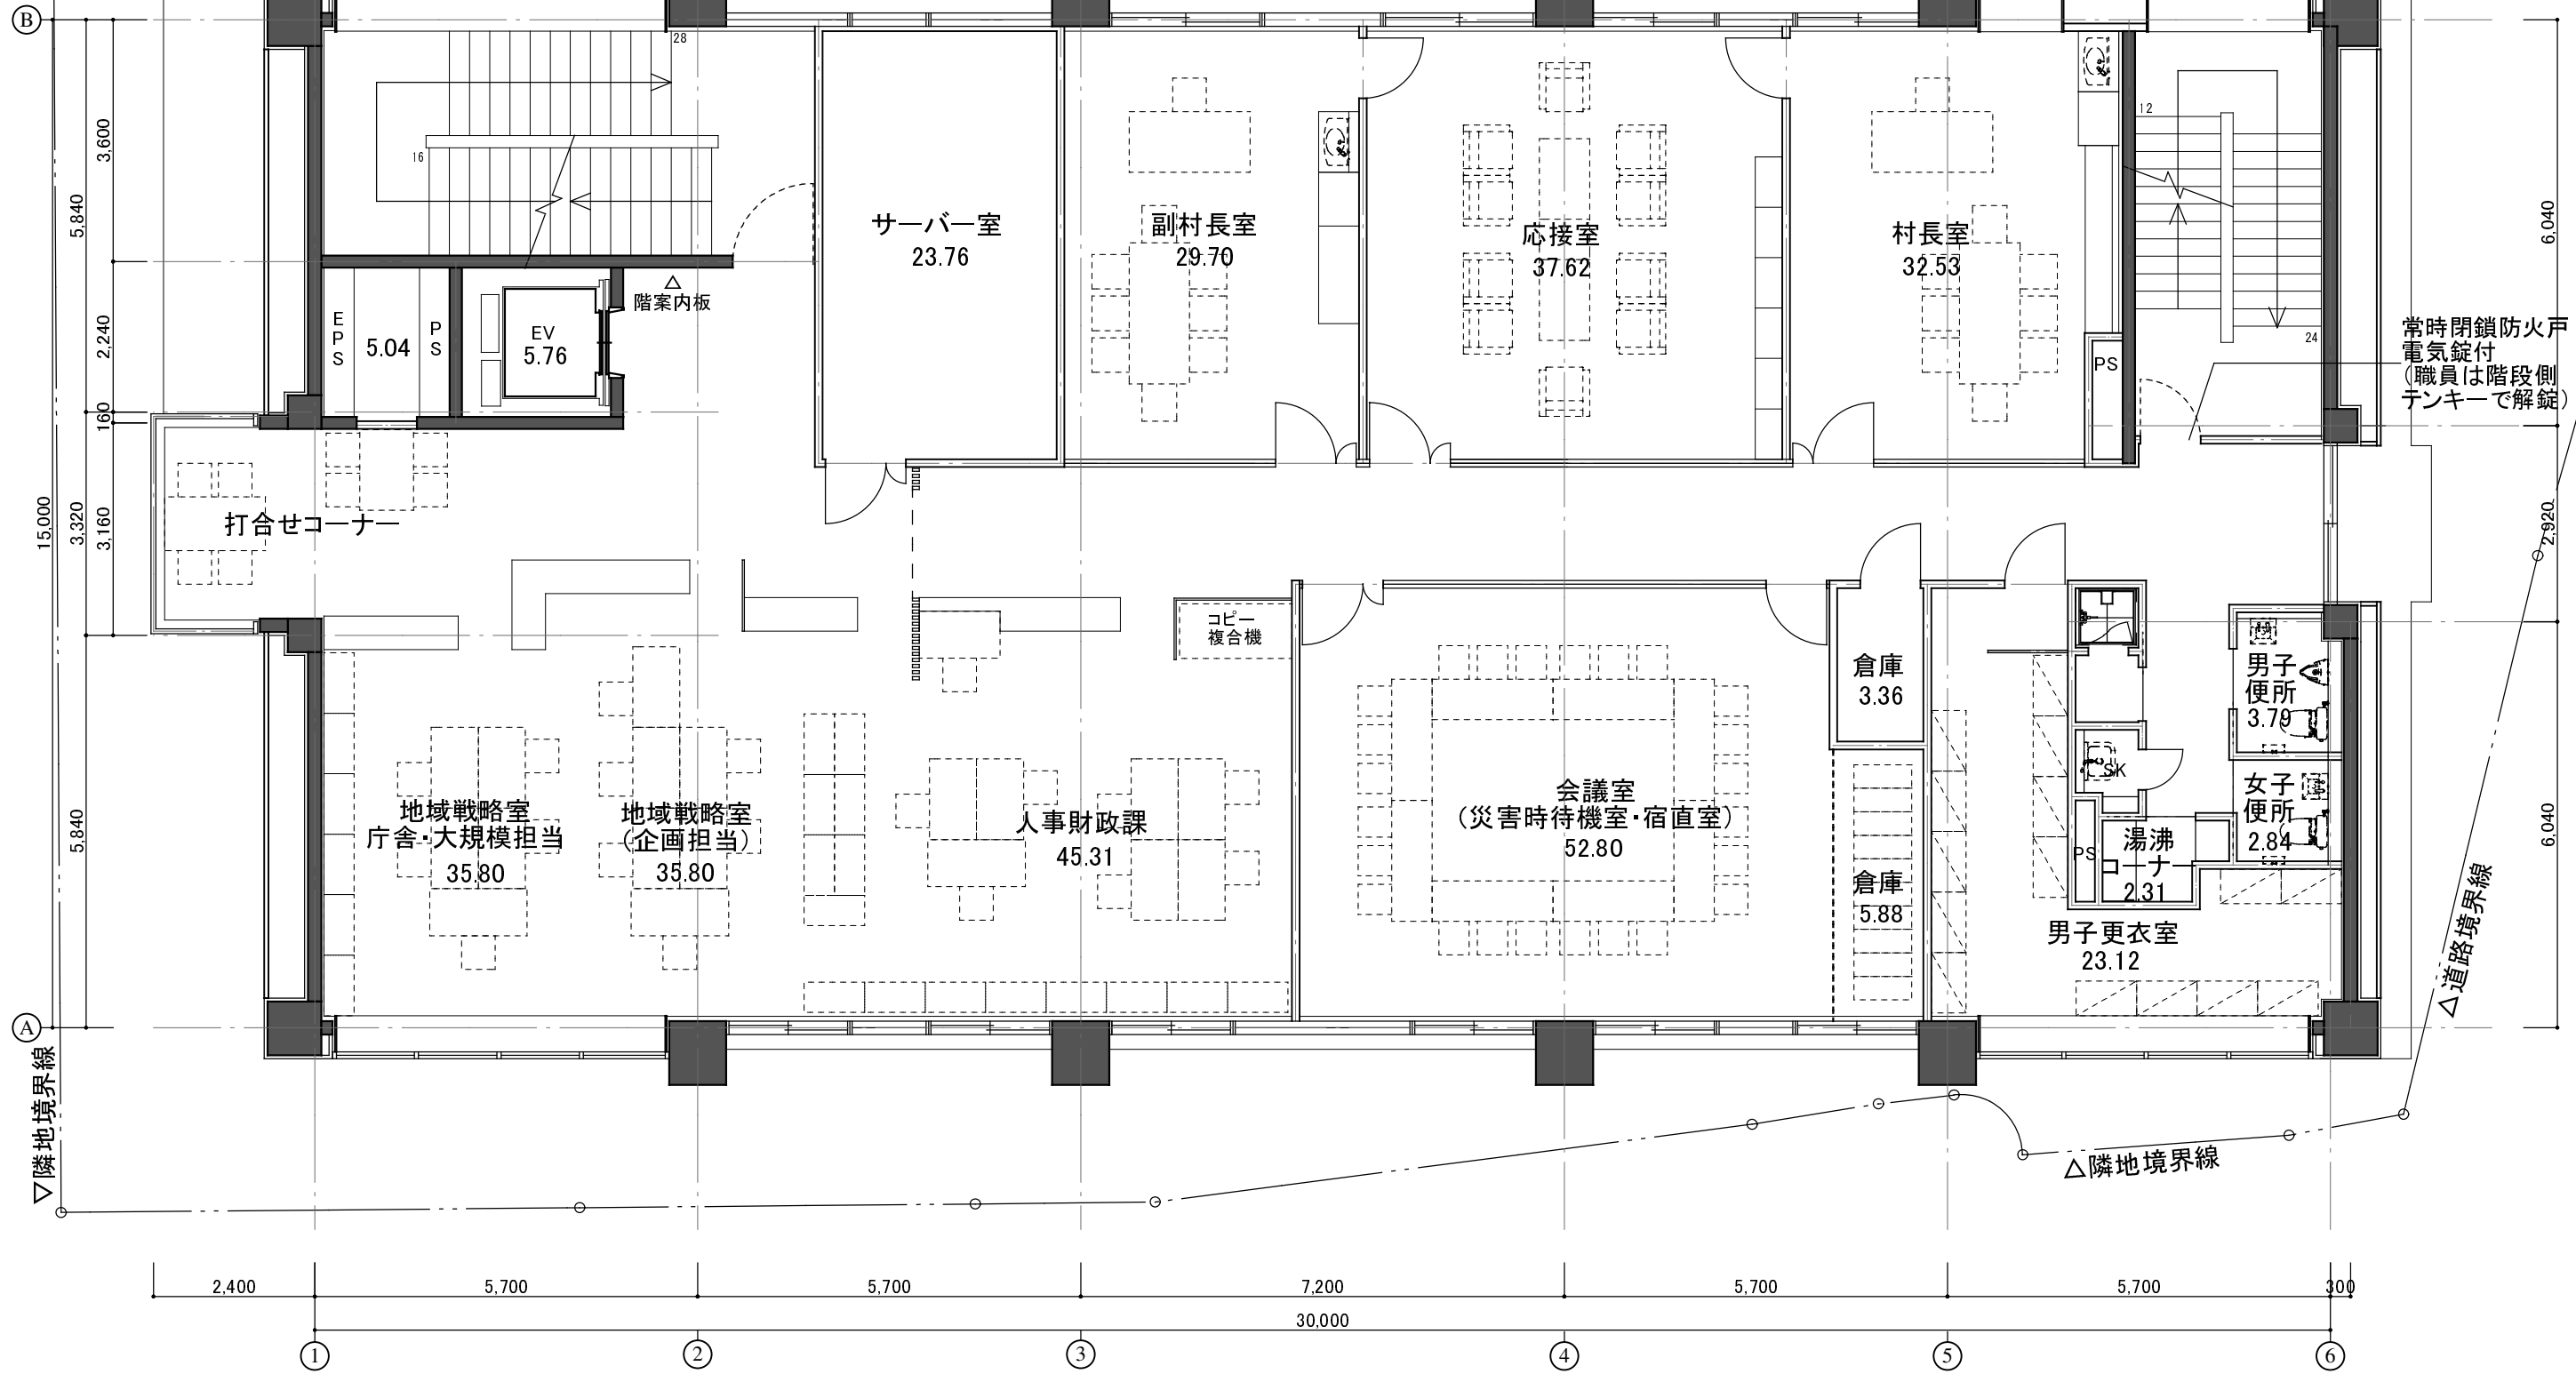 B
28
16
3,600
5,840
2,240
160
15,000
3,320
3,160
5,840
E
P
S
5.04
P
S
EV
5.76
△
階案内板
サーバー室
23.76
副村長室
29.70
応接室
37.62
村長室
32.53
12
24
PS
6,040
常時閉鎖防火戸
電気錠付
(職員は階段側
テンキーで解錠)
2,920
6,040
打合せコーナー
コピー
複合機
倉庫
3.36
男子
便所
3.79
SK
女子
便所
2.84
湯沸
コーナー
2.31
PS
地域戦略室
庁舎・大規模担当
35.80
地域戦略室
(企画担当)
35.80
人事財政課
45.31
会議室
(災害時待機室・宿直室)
52.80
倉庫
5.88
男子更衣室
23.12
△道路境界線
A
▽隣地境界線
△隣地境界線
2,400
5,700
5,700
7,200
5,700
5,700
300
30,000
1
2
3
4
5
6